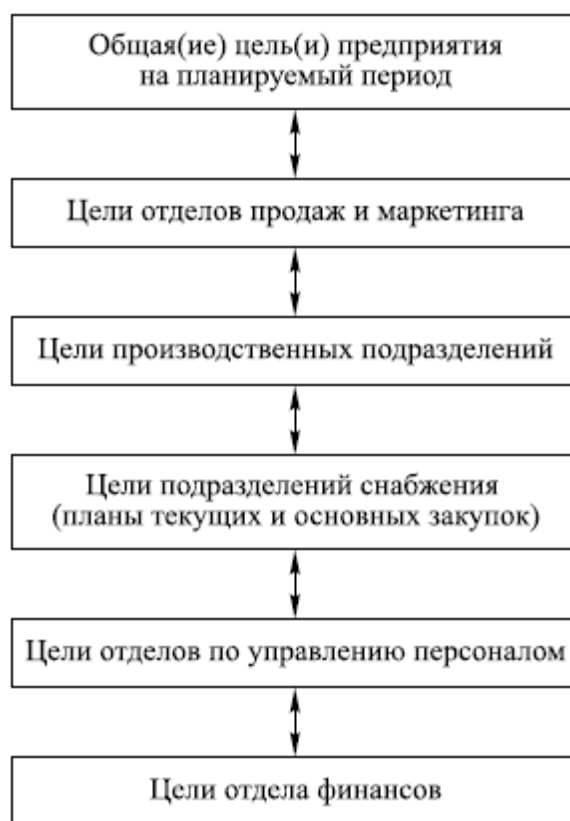 Общая(ие) цель(и) предприятия
на планируемый период
Цели отделов продаж и маркетинга
Цели производственных подразделений
Цели подразделений снабжения
(планы текущих и основных закупок)
Цели отделов по управлению персоналом
Цели отдела финансов